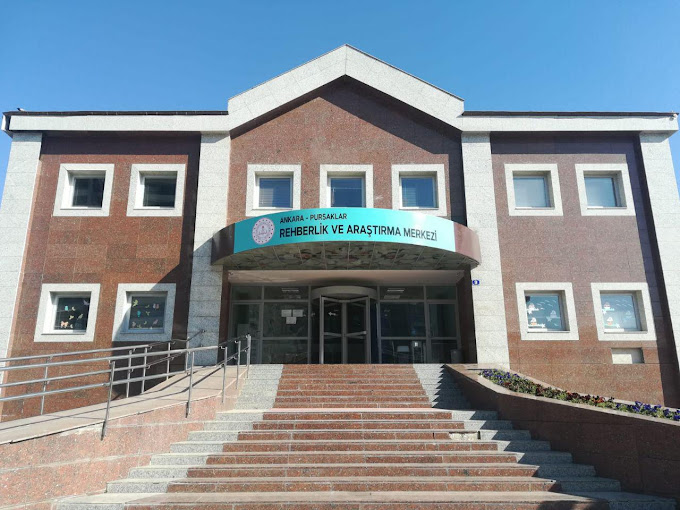 ANKARA - PURSAKLAR
REHBERLİK VE ARAŞTIRMA MERKEZİ